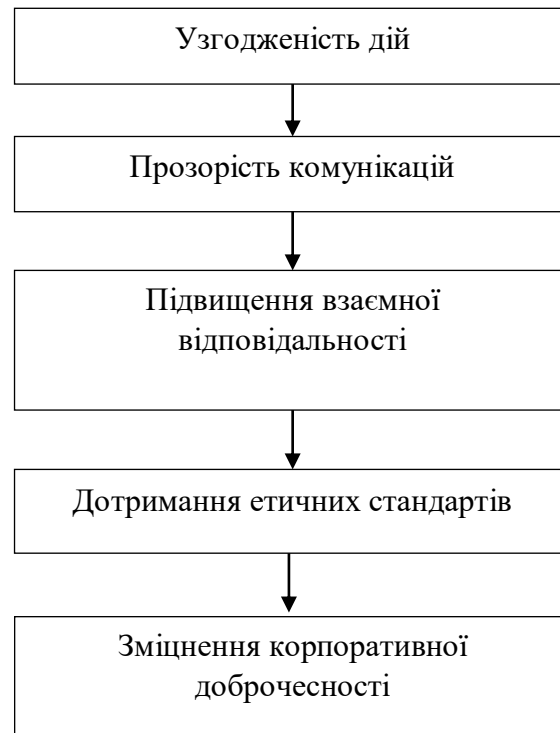 Узгодженість дій
Прозорість комунікацій
Підвищення взаємної
відповідальності
Дотримання етичних стандартів
Зміцнення корпоративної
доброчесності